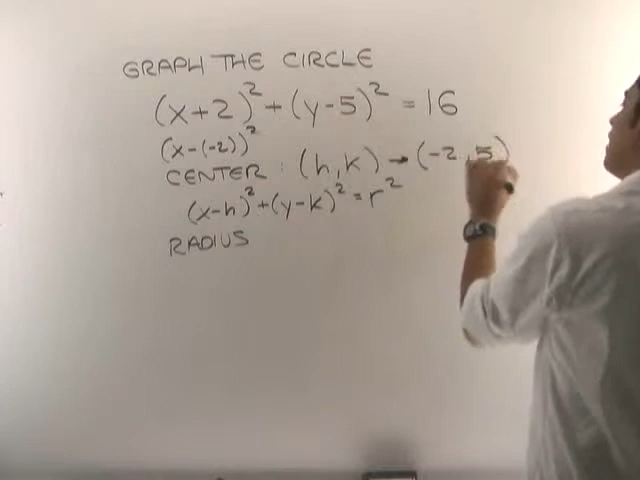 GRAPH THE CIRCLE
(x+2)² + (y-5)² = 16
(x-(-2))²
CENTER : (h,k) → (-2,5)
(x-h)² + (y-k)² = r²
RADIUS